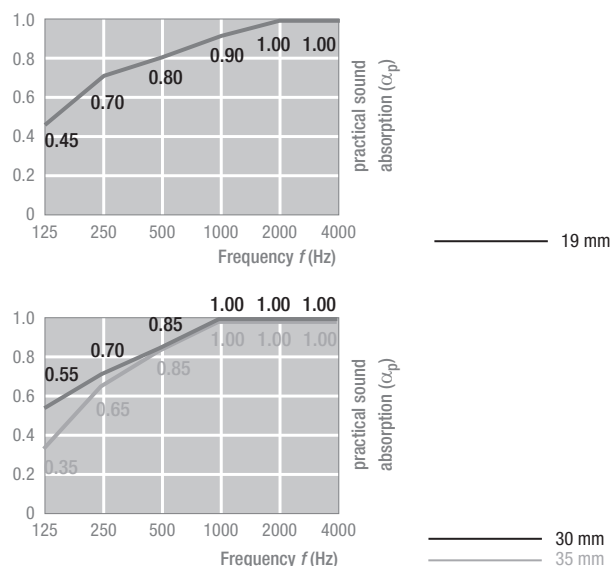 1.0
0.8
0.6
0.4
0.2
0
0.45
0.70
0.80
0.90
1.00 1.00
125 250 500 1000 2000 4000
Frequency f (Hz)
practical sound
absorption (αp)
19 mm
1.0
0.8
0.6
0.4
0.2
0
0.55
0.70
0.85
1.00 1.00 1.00
0.35
0.65
0.85
1.00 1.00 1.00
125 250 500 1000 2000 4000
Frequency f (Hz)
practical sound
absorption (αp)
30 mm
35 mm